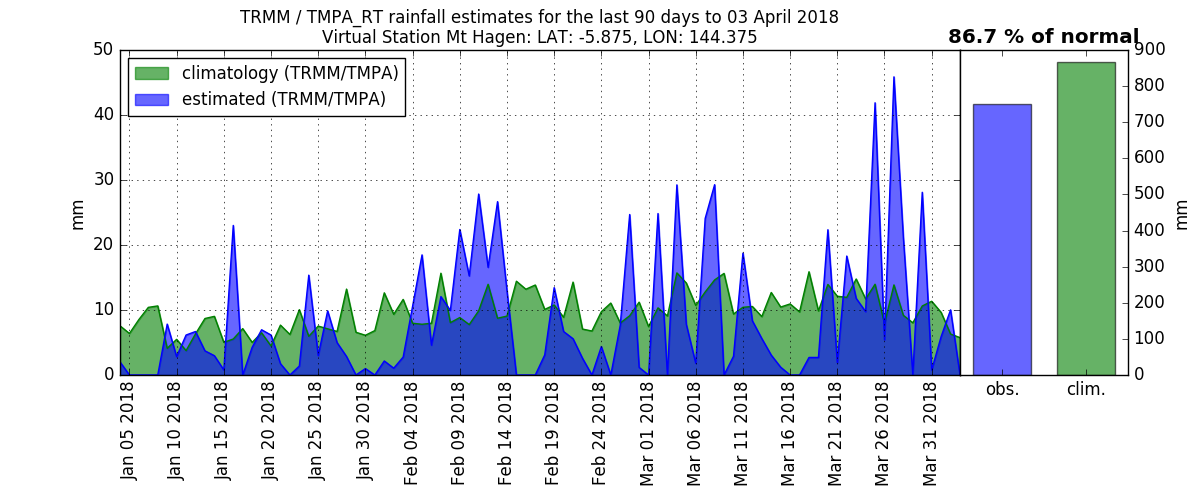 TRMM / TMPA_RT rainfall estimates for the last 90 days to 03 April 2018
Virtual Station Mt Hagen: LAT: -5.875, LON: 144.375
86.7 % of normal
climatology (TRMM/TMPA)
estimated (TRMM/TMPA)
50
40
30
20
10
0
mm
Jan 05 2018
Jan 10 2018
Jan 15 2018
Jan 20 2018
Jan 25 2018
Jan 30 2018
Feb 04 2018
Feb 09 2018
Feb 14 2018
Feb 19 2018
Feb 24 2018
Mar 01 2018
Mar 06 2018
Mar 11 2018
Mar 16 2018
Mar 21 2018
Mar 26 2018
Mar 31 2018
obs.
clim.
900
800
700
600
500
400
300
200
100
0
mm